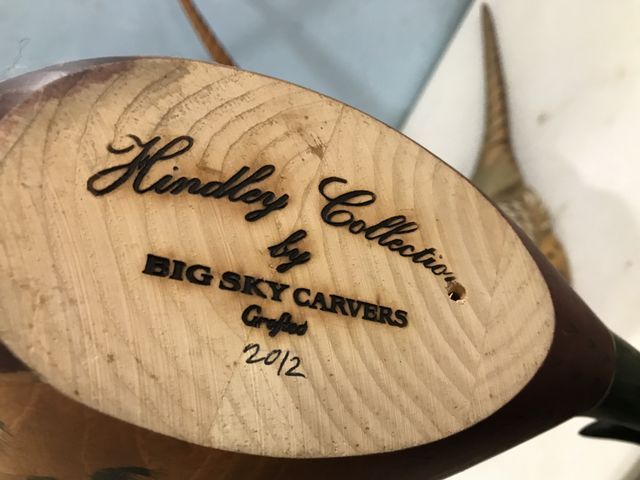 Hindley Collection
by
BIG SKY CARVERS
Crafted
2012